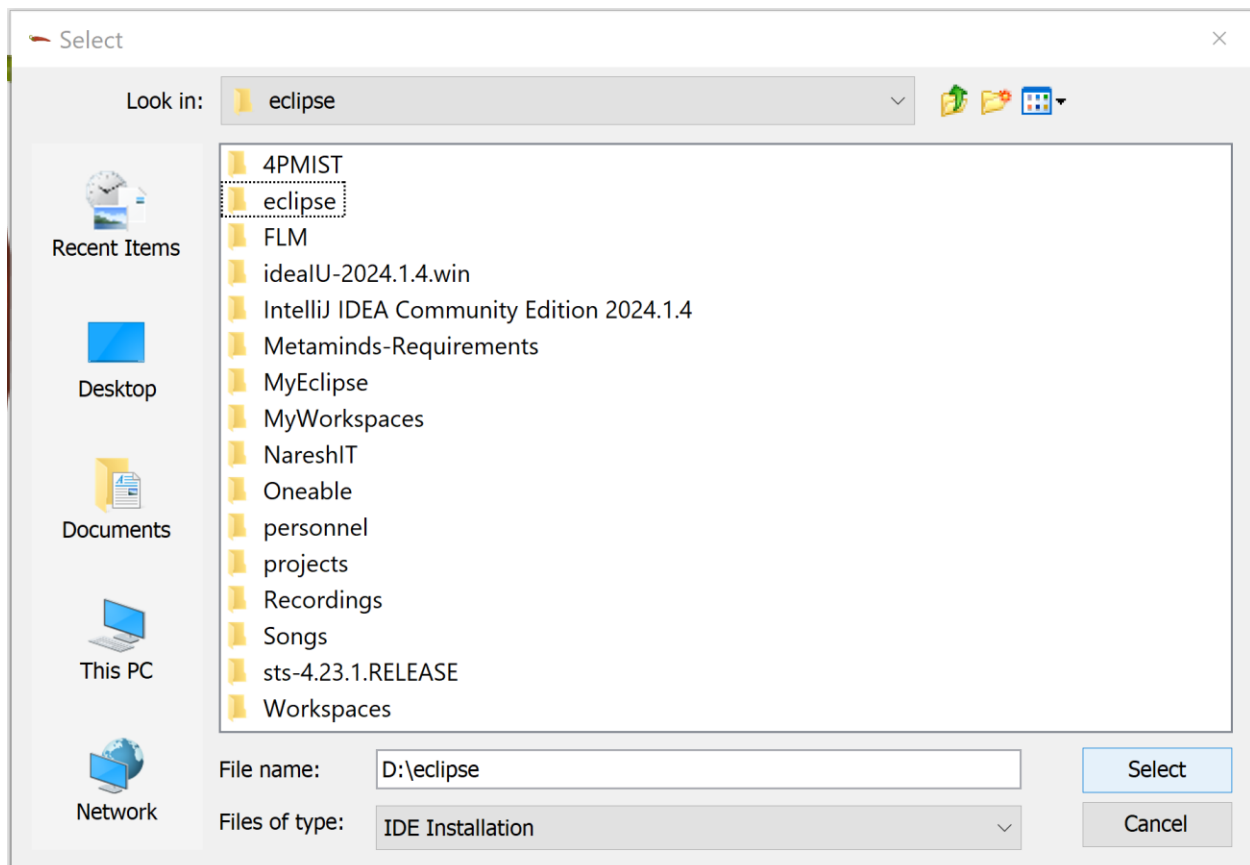 Select
Look in: eclipse
Recent Items
Desktop
Documents
This PC
Network
4PMIST
eclipse
FLM
ideaIU-2024.1.4.win
IntelliJ IDEA Community Edition 2024.1.4
Metaminds-Requirements
MyEclipse
MyWorkspaces
NareshIT
Oneable
personnel
projects
Recordings
Songs
sts-4.23.1.RELEASE
Workspaces
File name: D:\eclipse Select
Files of type: IDE Installation Cancel